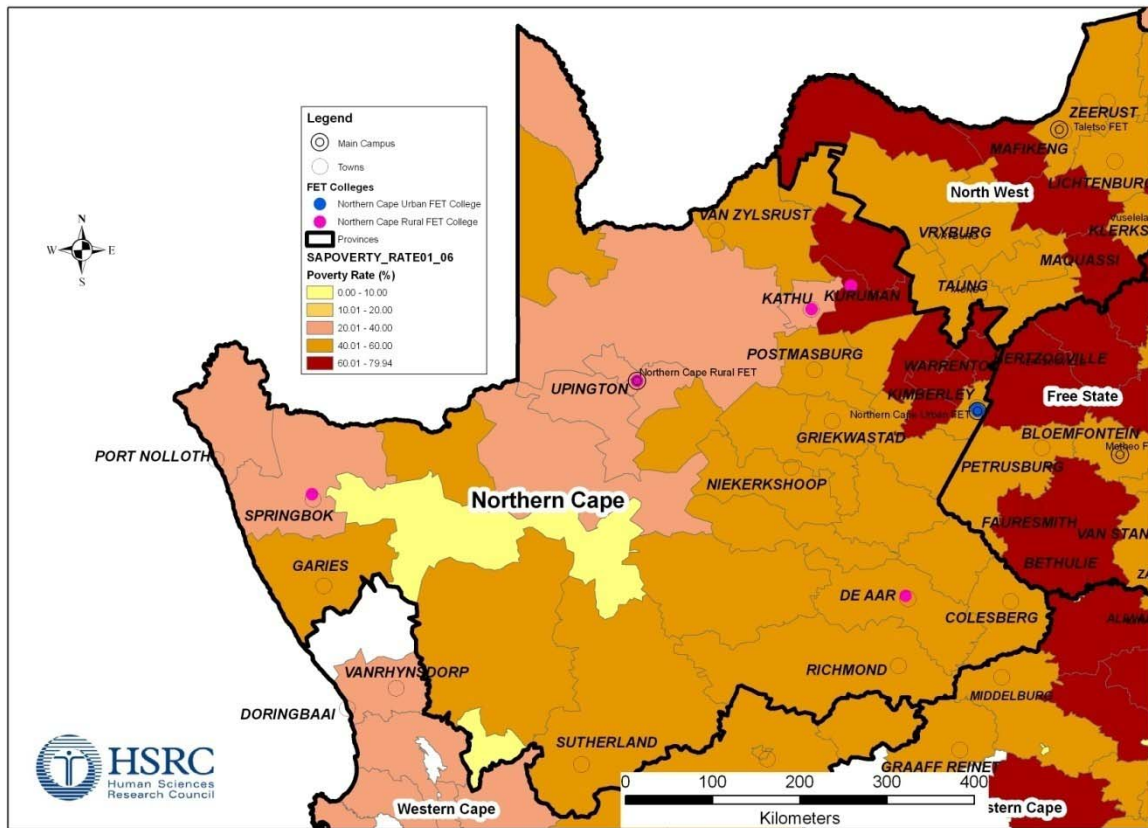 Legend
Main Campus
Towns
FET Colleges
Northern Cape Urban FET College
Northern Cape Rural FET College
Provinces
SAPOVERTY_RATE01_06
Poverty Rate (%)
0.00 - 10.00
10.01 - 20.00
20.01 - 40.00
40.01 - 60.00
60.01 - 79.94
N
W
E
S
ZEERUST
Taletso FET
MAFIKENG
LICHTENBURG
North West
VAN ZYLSRUST
VRYBURG
KLERKS
MAQUASSI
TAUNG
KATHU
KURUMAN
POSTMASBURG
WARRENTO
HERTZOGVILLE
Northern Cape Rural FET
UPINGTON
KIMBERLEY
Free State
Northern Cape Urban FET
GRIEKWASTAD
BLOEMFONTEIN
Motheo F
PORT NOLLOTH
PETRUSBURG
NIEKERKSHOOP
Northern Cape
SPRINGBOK
FAURESMITH
VAN STAN
GARIES
BETHULIE
ZA
DE AAR
COLESBERG
ALIWA
VANRHYNSDORP
RICHMOND
MIDDELBURG
DORINGBAAI
SUTHERLAND
GRAAFF REINET
HSRC
Human Sciences
Research Council
Western Cape
0 100 200 300 400
Kilometers
stern Cape